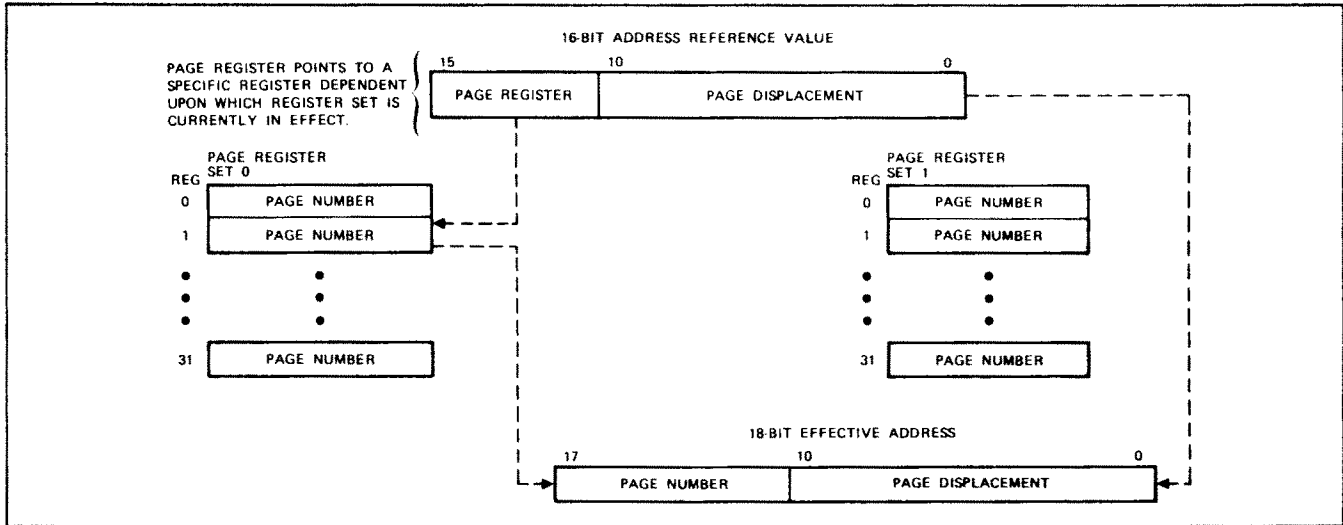 16-BIT ADDRESS REFERENCE VALUE
PAGE REGISTER POINTS TO A
SPECIFIC REGISTER DEPENDENT
UPON WHICH REGISTER SET IS
CURRENTLY IN EFFECT.
15 10 0
PAGE REGISTER PAGE DISPLACEMENT
PAGE REGISTER
SET 0
REG
0 PAGE NUMBER
1 PAGE NUMBER
31 PAGE NUMBER
PAGE REGISTER
SET 1
REG
0 PAGE NUMBER
1 PAGE NUMBER
31 PAGE NUMBER
18-BIT EFFECTIVE ADDRESS
17 10 0
PAGE NUMBER PAGE DISPLACEMENT